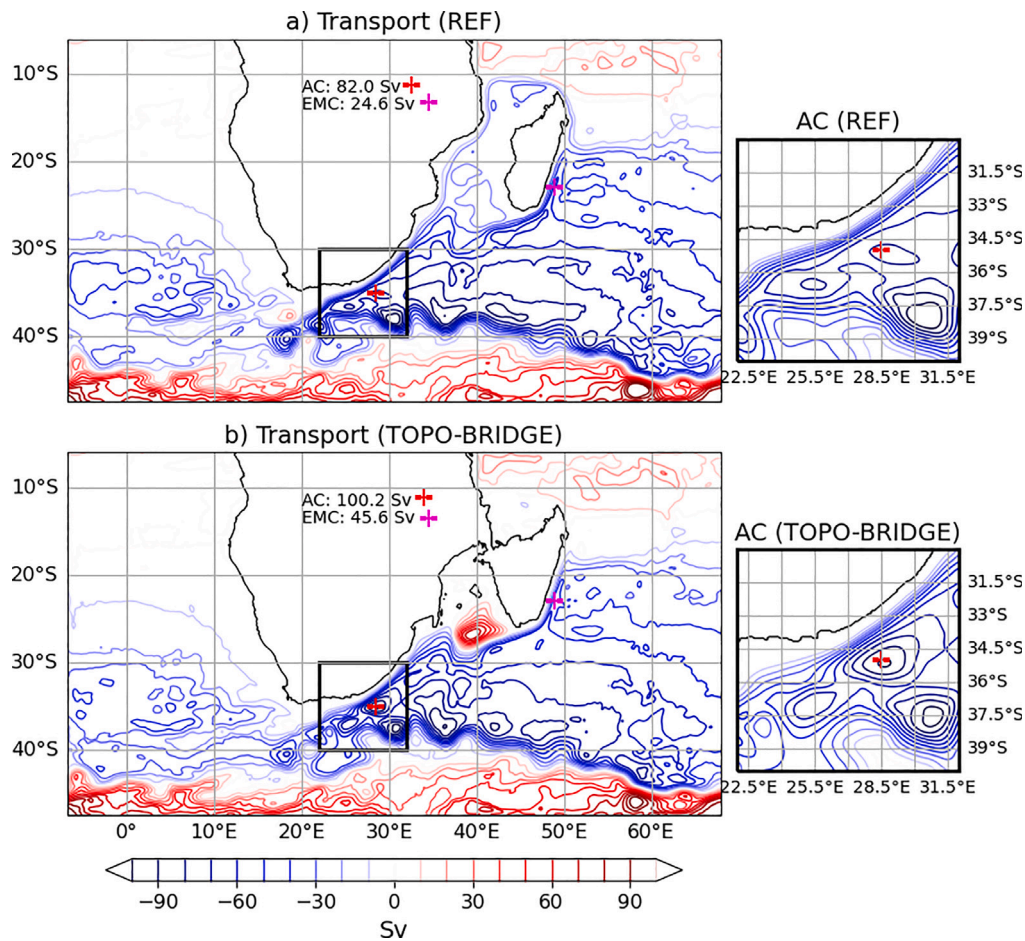 a) Transport (REF)
10°S
20°S
30°S
40°S
AC: 82.0 Sv
EMC: 24.6 Sv
AC (REF)
31.5°S
33°S
34.5°S
36°S
37.5°S
39°S
22.5°E 25.5°E 28.5°E 31.5°E
b) Transport (TOPO-BRIDGE)
10°S
20°S
30°S
40°S
AC: 100.2 Sv
EMC: 45.6 Sv
0° 10°E 20°E 30°E 40°E 50°E 60°E
AC (TOPO-BRIDGE)
31.5°S
33°S
34.5°S
36°S
37.5°S
39°S
22.5°E 25.5°E 28.5°E 31.5°E
−90 −60 −30 0 30 60 90
Sv